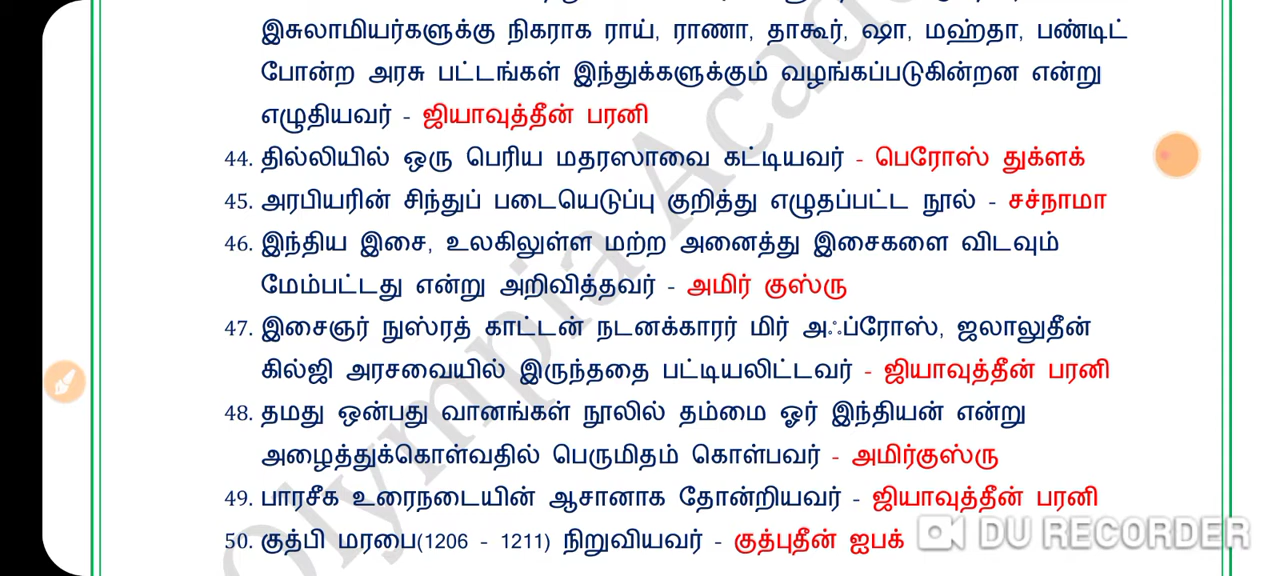 இசுலாமியர்களுக்கு நிகராக ராய், ராணா, தாகூர், ஷா, மஹ்தா, பண்டிட்
போன்ற அரசு பட்டங்கள் இந்துக்களுக்கும் வழங்கப்படுகின்றன என்று
எழுதியவர் - ஜியாவுத்தீன் பரனி
44. தில்லியில் ஒரு பெரிய மதரஸாவை கட்டியவர் - பெரோஸ் துக்ளக்
45. அரபியரின் சிந்துப் படையெடுப்பு குறித்து எழுதப்பட்ட நூல் - சச்நாமா
46. இந்திய இசை, உலகிலுள்ள மற்ற அனைத்து இசைகளை விடவும்
மேம்பட்டது என்று அறிவித்தவர் - அமிர் குஸ்ரு
47. இசைஞர் நுஸ்ரத் காட்டன் நடனக்காரர் மிர் அஃப்ரோஸ், ஜலாலுதீன்
கில்ஜி அரசவையில் இருந்ததை பட்டியலிட்டவர் - ஜியாவுத்தீன் பரனி
48. தமது ஒன்பது வானங்கள் நூலில் தம்மை ஓர் இந்தியன் என்று
அழைத்துக்கொள்வதில் பெருமிதம் கொள்பவர் - அமிர்குஸ்ரு
49. பாரசீக உரைநடையின் ஆசானாக தோன்றியவர் - ஜியாவுத்தீன் பரனி
50. குத்பி மரபை(1206 - 1211) நிறுவியவர் - குத்புதீன் ஐபக்
DU RECORDER
Olympia Acade